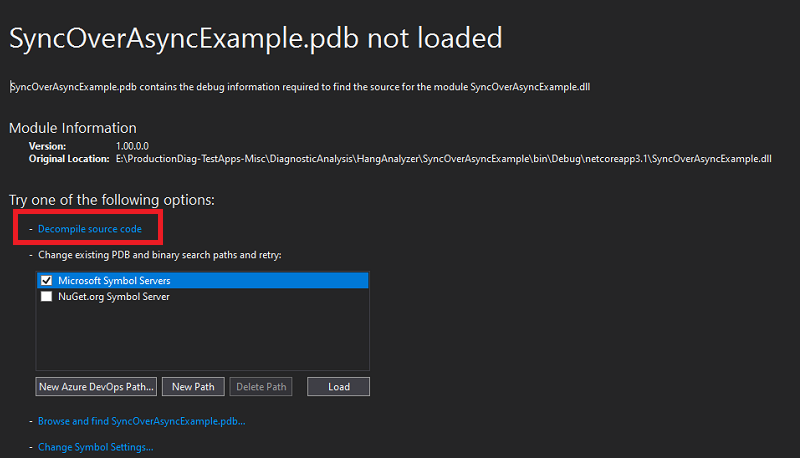 SyncOverAsyncExample.pdb not loaded
SyncOverAsyncExample.pdb contains the debug information required to find the source for the module SyncOverAsyncExample.dll
Module Information
Version: 1.00.0.0
Original Location: E:\ProductionDiag-TestApps-Misc\DiagnosticAnalysis\HangAnalyzer\SyncOverAsyncExample\bin\Debug\netcoreapp3.1\SyncOverAsyncExample.dll
Try one of the following options:
- Decompile source code
- Change existing PDB and binary search paths and retry:
Microsoft Symbol Servers
NuGet.org Symbol Server
New Azure DevOps Path... New Path Delete Path Load
- Browse and find SyncOverAsyncExample.pdb...
- Change Symbol Settings...